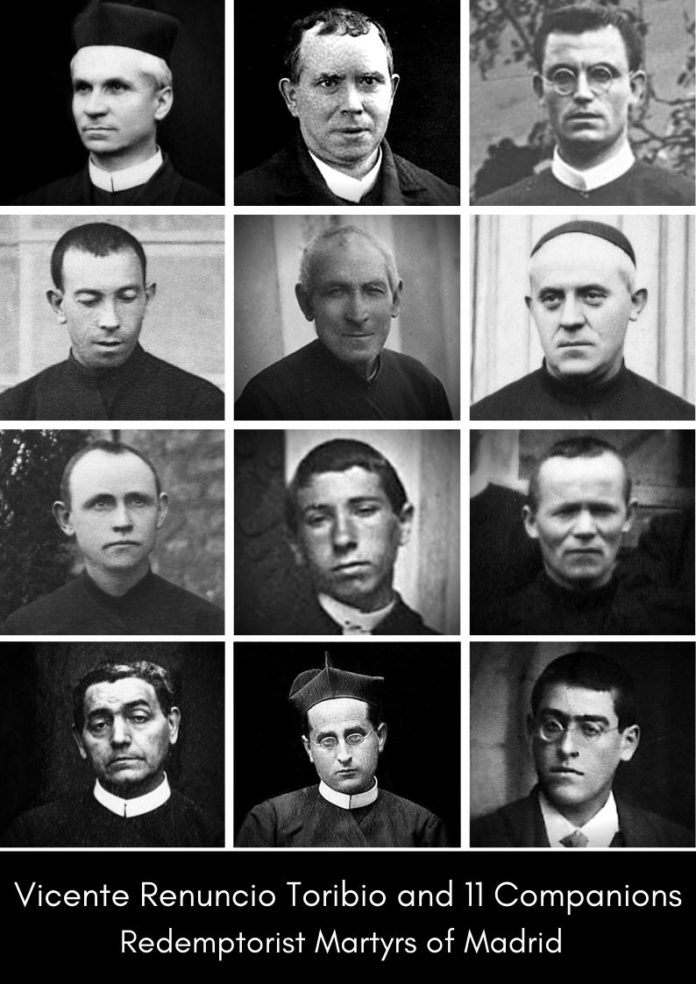 Vicente Renuncio Toribio and 11 Companions
Redemptorist Martyrs of Madrid